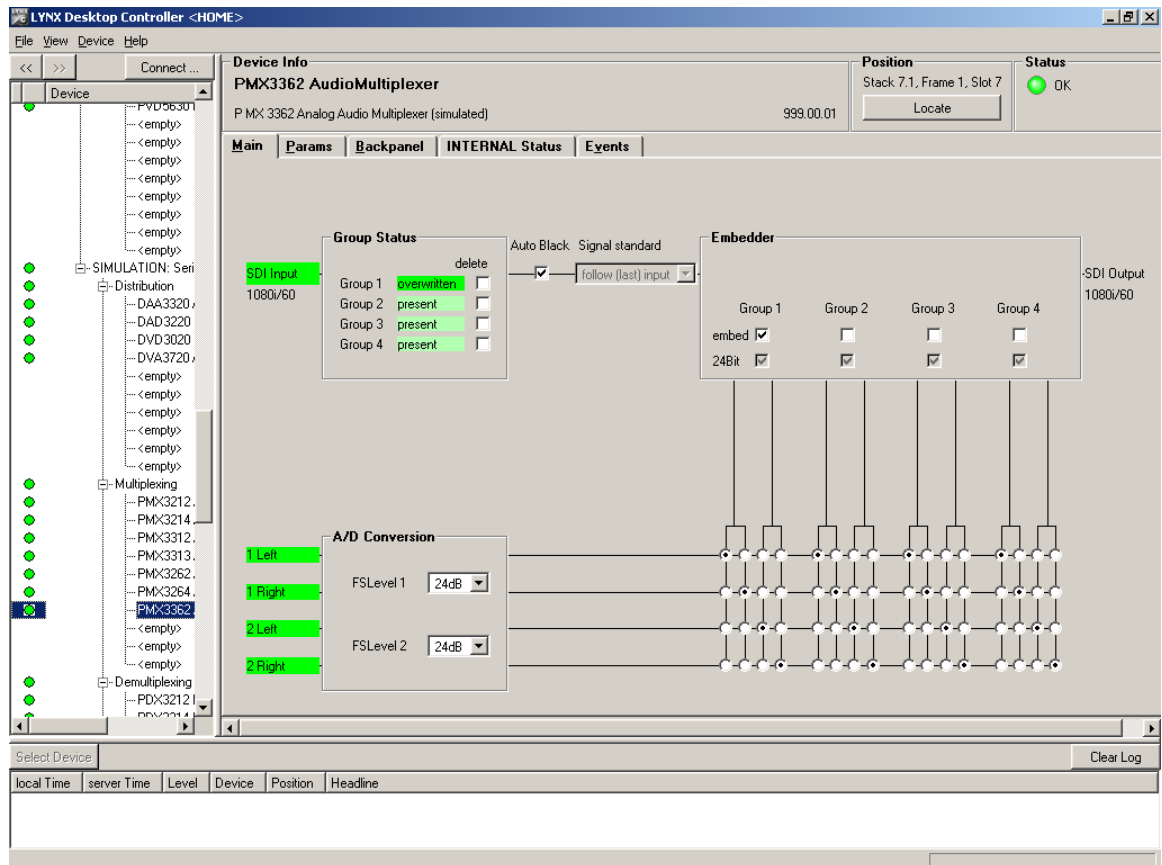 LYNX Desktop Controller <HOME>
File View Device Help
<< >> Connect ...
Device
<empty>
<empty>
<empty>
<empty>
<empty>
<empty>
<empty>
<empty>
SIMULATION: Seri
Distribution
DAA3320
DAD3220
DVD3020
DVA3720
<empty>
<empty>
<empty>
<empty>
<empty>
<empty>
Multiplexing
PMX3212
PMX3214
PMX3312
PMX3313
PMX3262
PMX3264
PMX3362
<empty>
<empty>
<empty>
Demultiplexing
PDX3212
Device Info
PMX3362 AudioMultiplexer
P MX 3362 Analog Audio Multiplexer (simulated) 999.00.01
Position
Stack 7.1, Frame 1, Slot 7
Locate
Status
OK
Main Params Backpanel INTERNAL Status Events
SDI Input
1080i/60
Group Status
delete
Group 1 overwritten
Group 2 present
Group 3 present
Group 4 present
Auto Black Signal standard
follow (last) input
Embedder
Group 1 Group 2 Group 3 Group 4
embed
24Bit
SDI Output
1080i/60
A/D Conversion
1 Left
FSLevel 1 24dB
1 Right
2 Left
FSLevel 2 24dB
2 Right
Select Device Clear Log
local Time server Time Level Device Position Headline